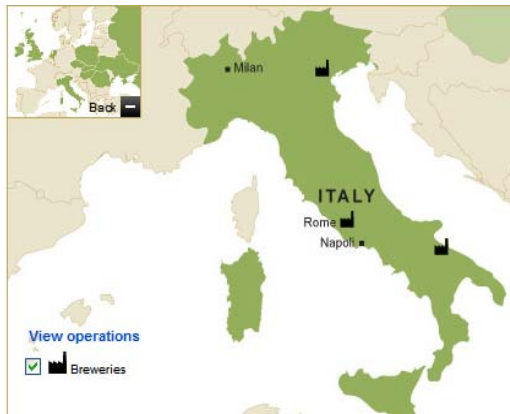 Back
Milan
ITALY
Rome
Napoli
View operations
Breweries